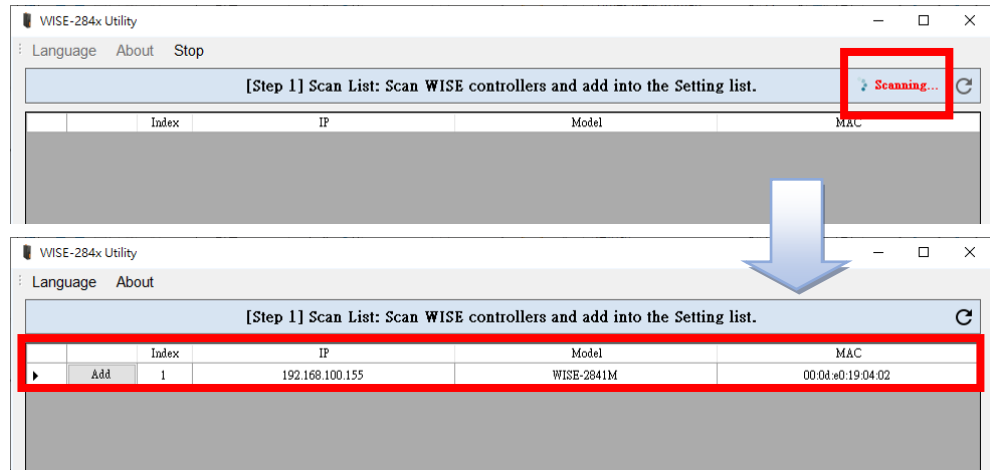 WISE-284x Utility
Language About Stop
[Step 1] Scan List: Scan WISE controllers and add into the Setting list. Scanning...
Index IP Model MAC
WISE-284x Utility
Language About
[Step 1] Scan List: Scan WISE controllers and add into the Setting list.
Index IP Model MAC
Add 1 192.168.100.155 WISE-2841M 00:0d:e0:19:04:02